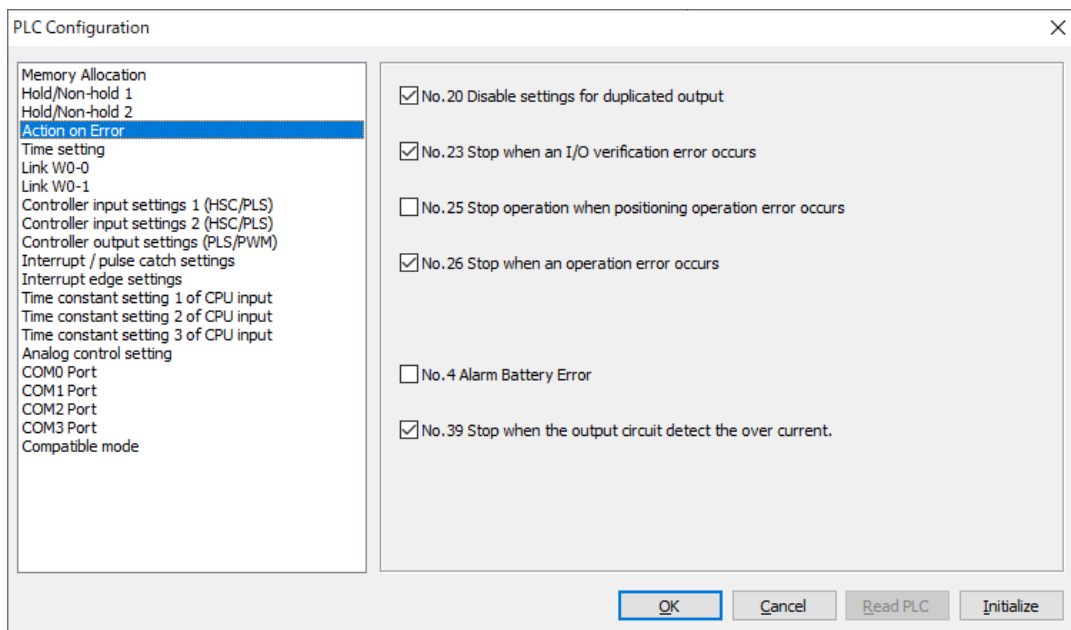 PLC Configuration
Memory Allocation
Hold/Non-hold 1
Hold/Non-hold 2
Action on Error
Time setting
Link W0-0
Link W0-1
Controller input settings 1 (HSC/PLS)
Controller input settings 2 (HSC/PLS)
Controller output settings (PLS/PWM)
Interrupt / pulse catch settings
Interrupt edge settings
Time constant setting 1 of CPU input
Time constant setting 2 of CPU input
Time constant setting 3 of CPU input
Analog control setting
COM0 Port
COM1 Port
COM2 Port
COM3 Port
Compatible mode
No.20 Disable settings for duplicated output
No.23 Stop when an I/O verification error occurs
No.25 Stop operation when positioning operation error occurs
No.26 Stop when an operation error occurs
No.4 Alarm Battery Error
No.39 Stop when the output circuit detect the over current.
OK
Cancel
Read PLC
Initialize